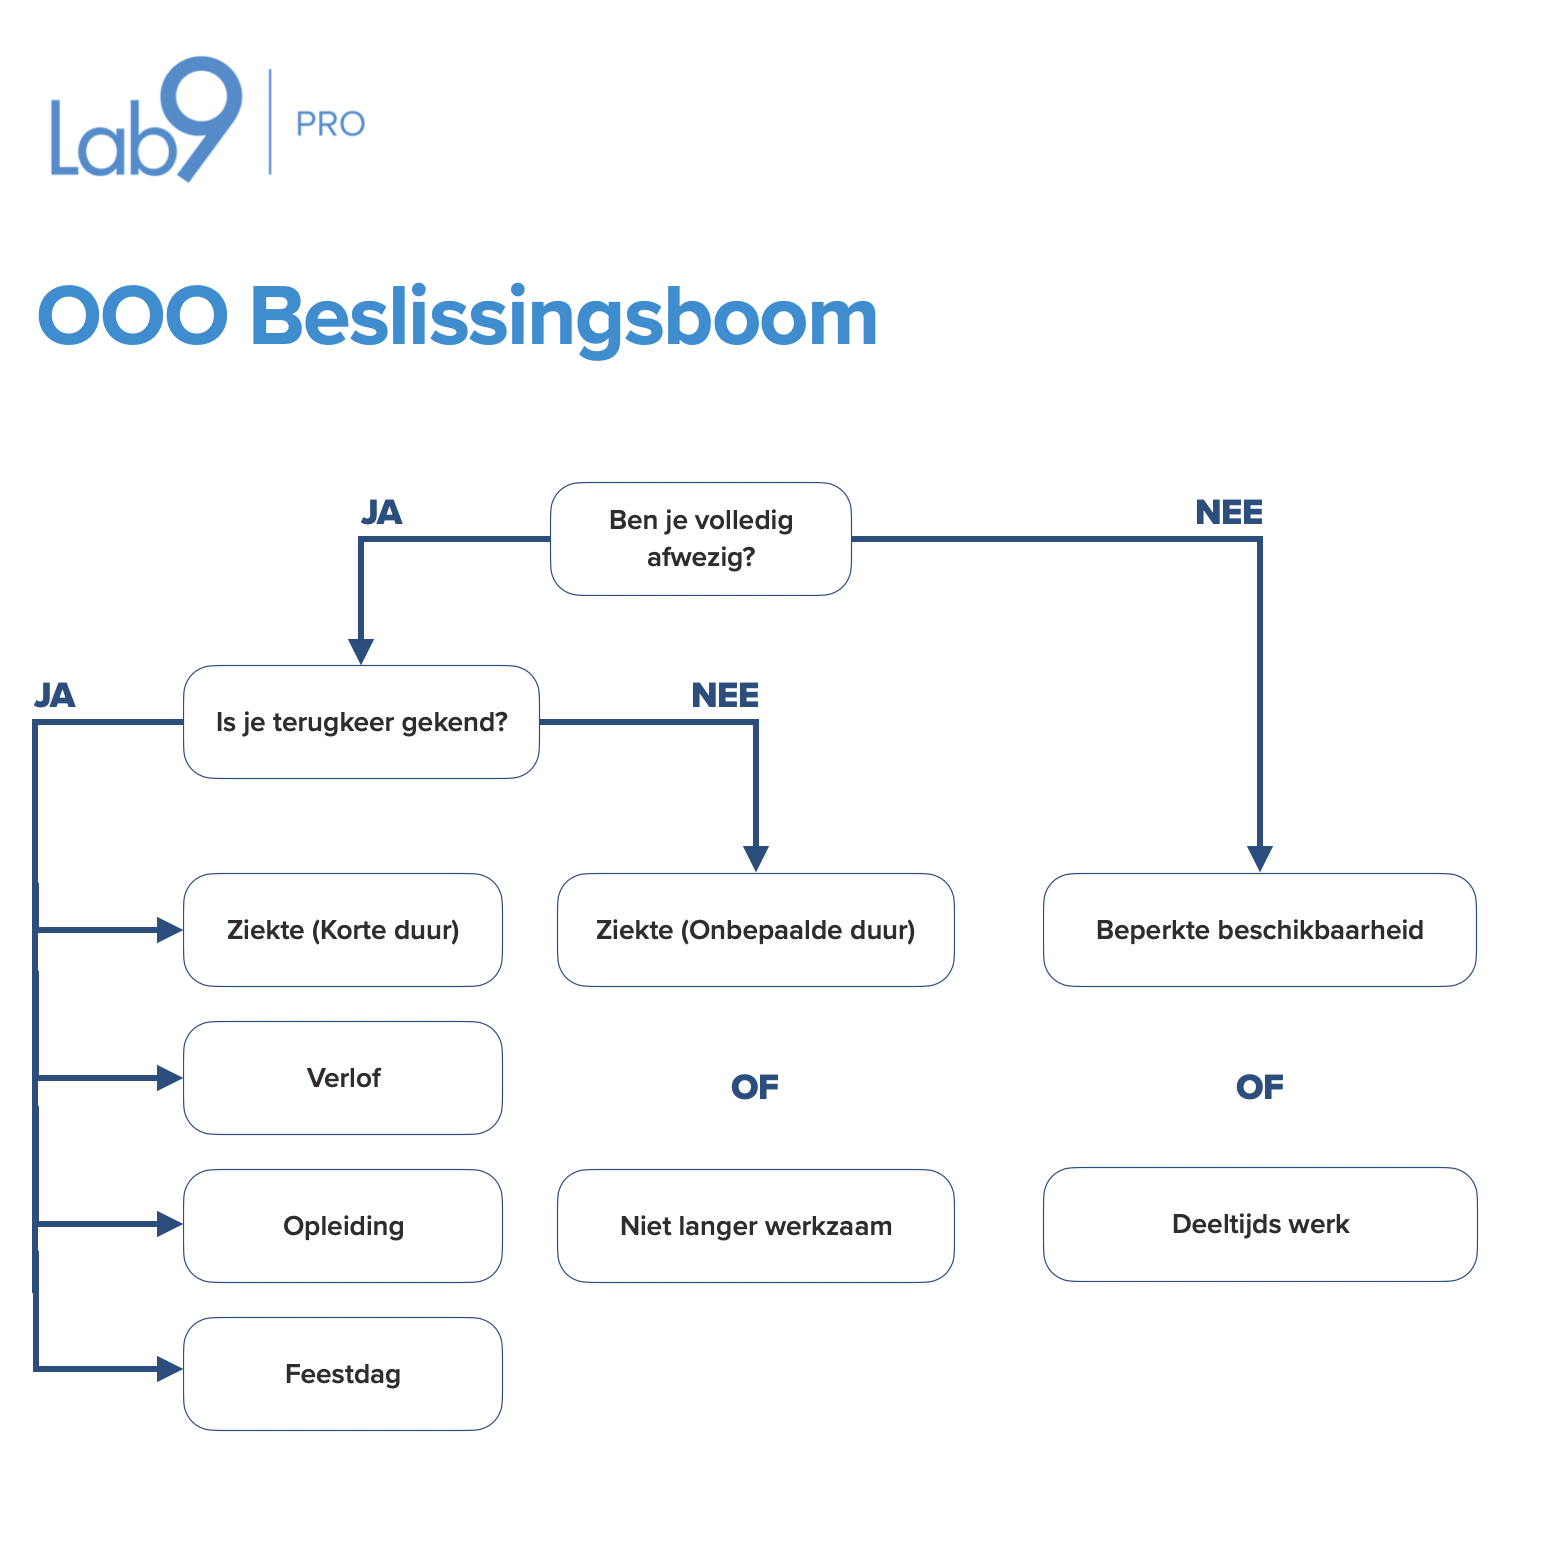 Lab9 | PRO
OOO Beslissingsboom
JA
Ben je volledig
afwezig?
NEE
JA
Is je terugkeer gekend?
NEE
Ziekte (Korte duur)
Ziekte (Onbepaalde duur)
Beperkte beschikbaarheid
Verlof
OF
OF
Opleiding
Niet langer werkzaam
Deeltijds werk
Feestdag